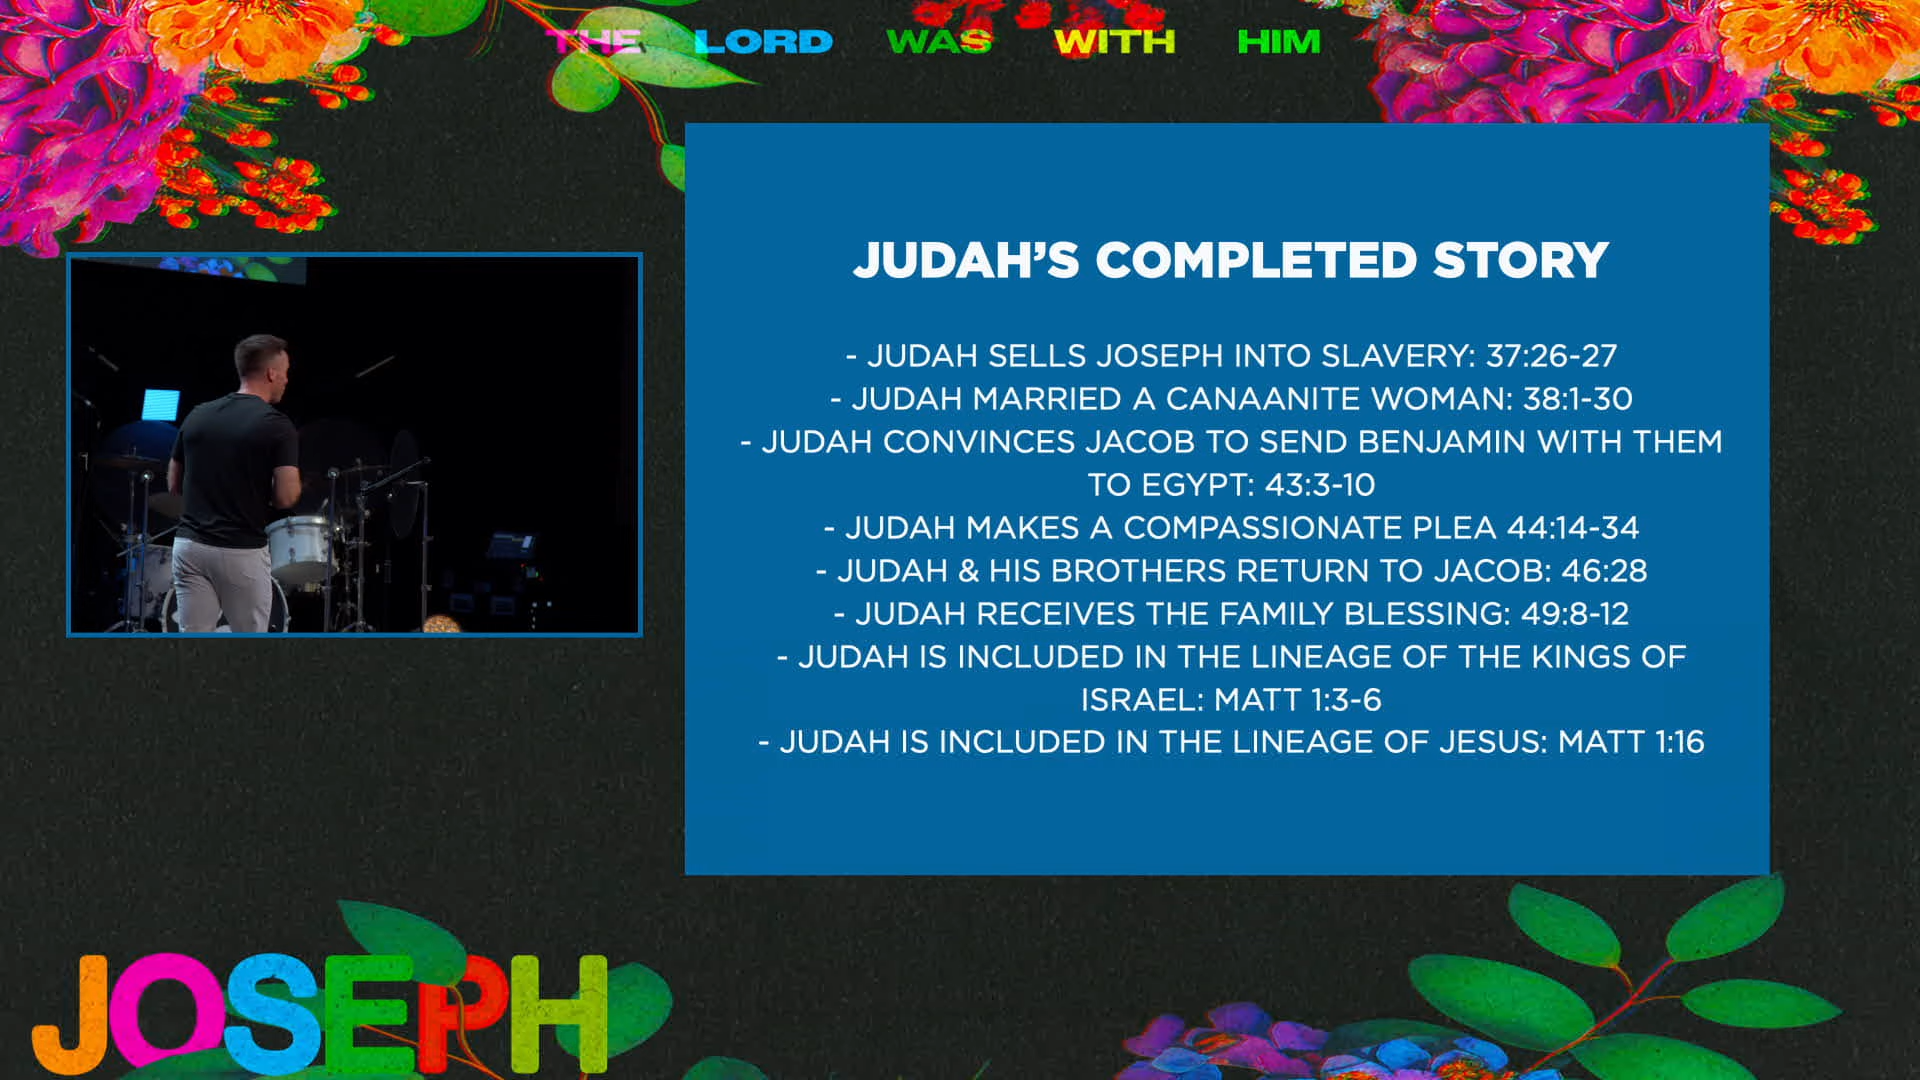 THE LORD WAS WITH HIM
JUDAH’S COMPLETED STORY
- JUDAH SELLS JOSEPH INTO SLAVERY: 37:26-27
- JUDAH MARRIED A CANAANITE WOMAN: 38:1-30
- JUDAH CONVINCES JACOB TO SEND BENJAMIN WITH THEM
TO EGYPT: 43:3-10
- JUDAH MAKES A COMPASSIONATE PLEA 44:14-34
- JUDAH & HIS BROTHERS RETURN TO JACOB: 46:28
- JUDAH RECEIVES THE FAMILY BLESSING: 49:8-12
- JUDAH IS INCLUDED IN THE LINEAGE OF THE KINGS OF
ISRAEL: MATT 1:3-6
- JUDAH IS INCLUDED IN THE LINEAGE OF JESUS: MATT 1:16
JOSEPH